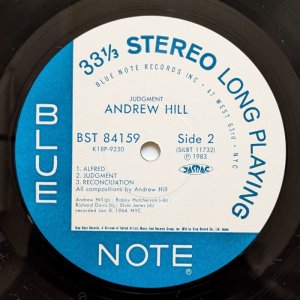 33⅓ STEREO LONG PLAYING
BLUE NOTE RECORDS INC · 47 WEST 63rd · NYC
JUDGMENT
ANDREW HILL
BST 84159 Side 2
K18P-9250 (SILBT 11732)
℗ 1983
JASRAC
1. ALFRED
2. JUDGMENT
3. RECONCILIATION
All compositions by Andrew Hill
Andrew Hill (p), Bobby Hutcherson (vib),
Richard Davis (b), Elvin Jones (ds)
recorded Jan 8, 1964, NYC.
BLUE
NOTE ®